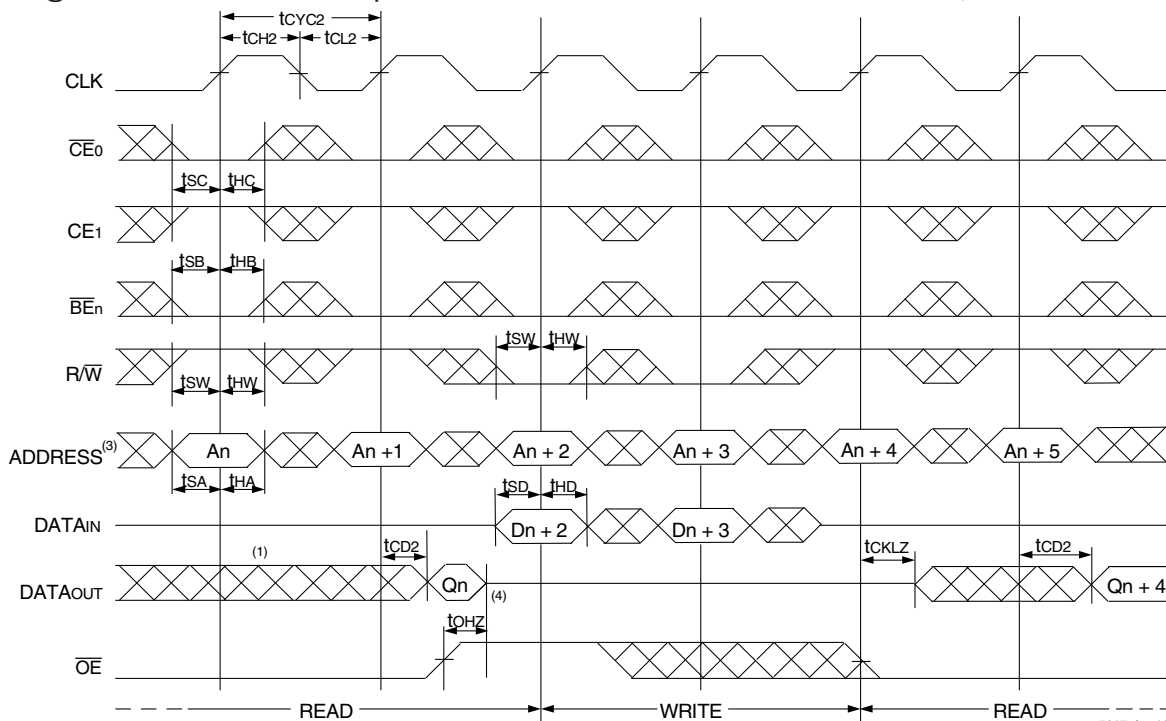 tCYC2
tCH2 tCL2
CLK
CE0
tSC tHC
CE1
tSB tHB
BEn
tSW tHW
R/W
tSW tHW
ADDRESS(3) An An +1 An + 2 An + 3 An + 4 An + 5
tSA tHA tSD tHD
DATAIN Dn + 2 Dn + 3
(1) tCD2 tCKLZ tCD2
DATAOUT Qn (4) Qn + 4
tOHZ
OE
READ WRITE READ